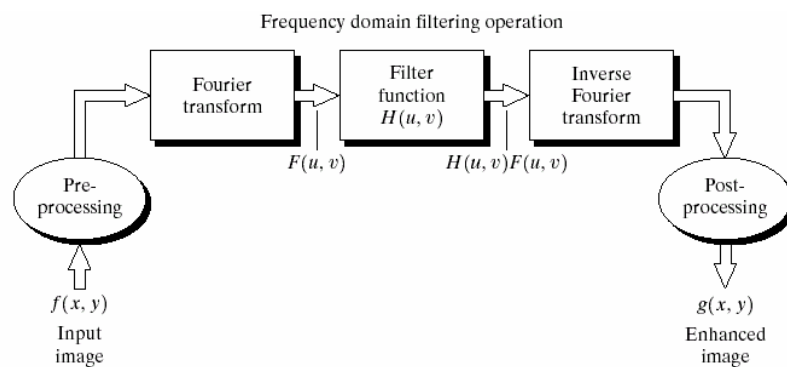 Frequency domain filtering operation
Fourier
transform
Filter
function
H(u, v)
Inverse
Fourier
transform
F(u, v)
H(u, v)F(u, v)
Pre-
processing
Post-
processing
f(x, y)
Input
image
g(x, y)
Enhanced
image